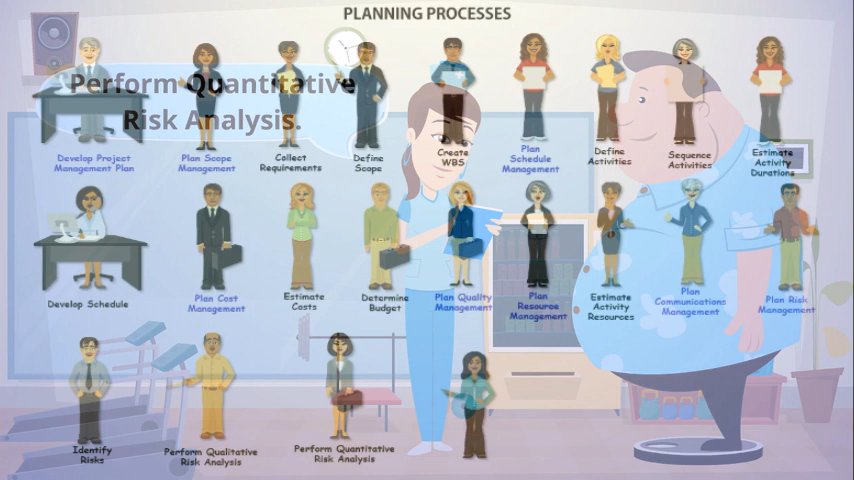 PLANNING PROCESSES
Perform Quantitative
Risk Analysis.
Develop Project
Management Plan
Plan Scope
Management
Collect
Requirements
Define
Scope
Create
WBS
Plan
Schedule
Management
Define
Activities
Sequence
Activities
Estimate
Activity
Durations
Develop Schedule
Plan Cost
Management
Estimate
Costs
Determine
Budget
Plan Quality
Management
Plan
Resource
Management
Estimate
Activity
Resources
Plan
Communications
Management
Plan Risk
Management
Identify
Risks
Perform Qualitative
Risk Analysis
Perform Quantitative
Risk Analysis